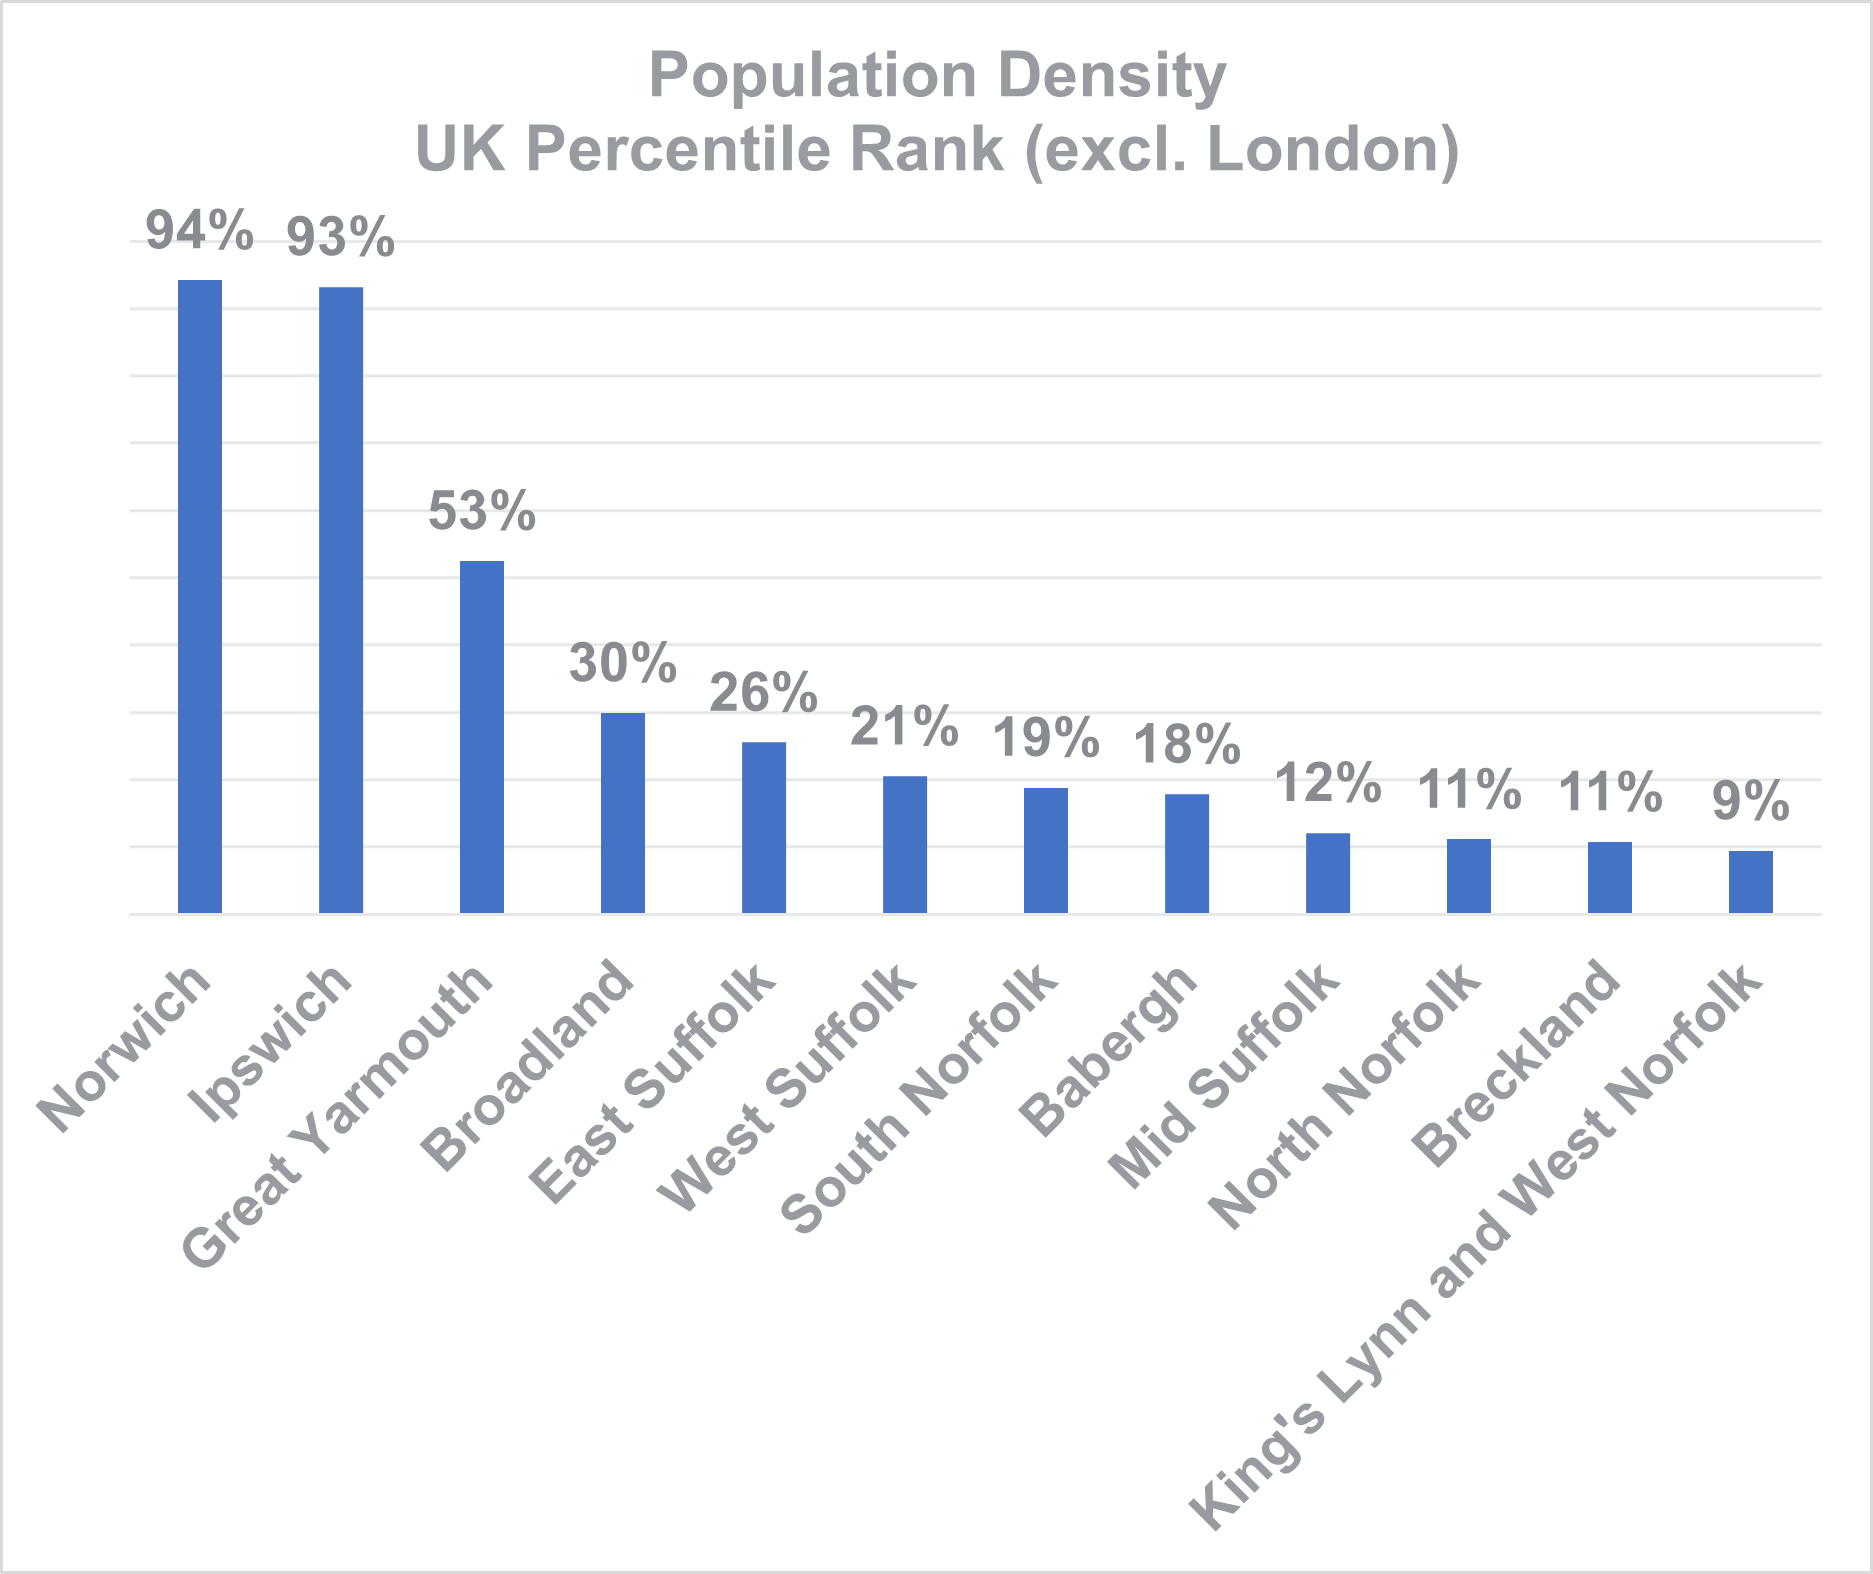 Population Density
UK Percentile Rank (excl. London)
94%
93%
53%
30%
26%
21%
19%
18%
12%
11%
11%
9%
Norwich
Ipswich
Great Yarmouth
Broadland
East Suffolk
West Suffolk
South Norfolk
Babergh
Mid Suffolk
North Norfolk
Breckland
King's Lynn and West Norfolk